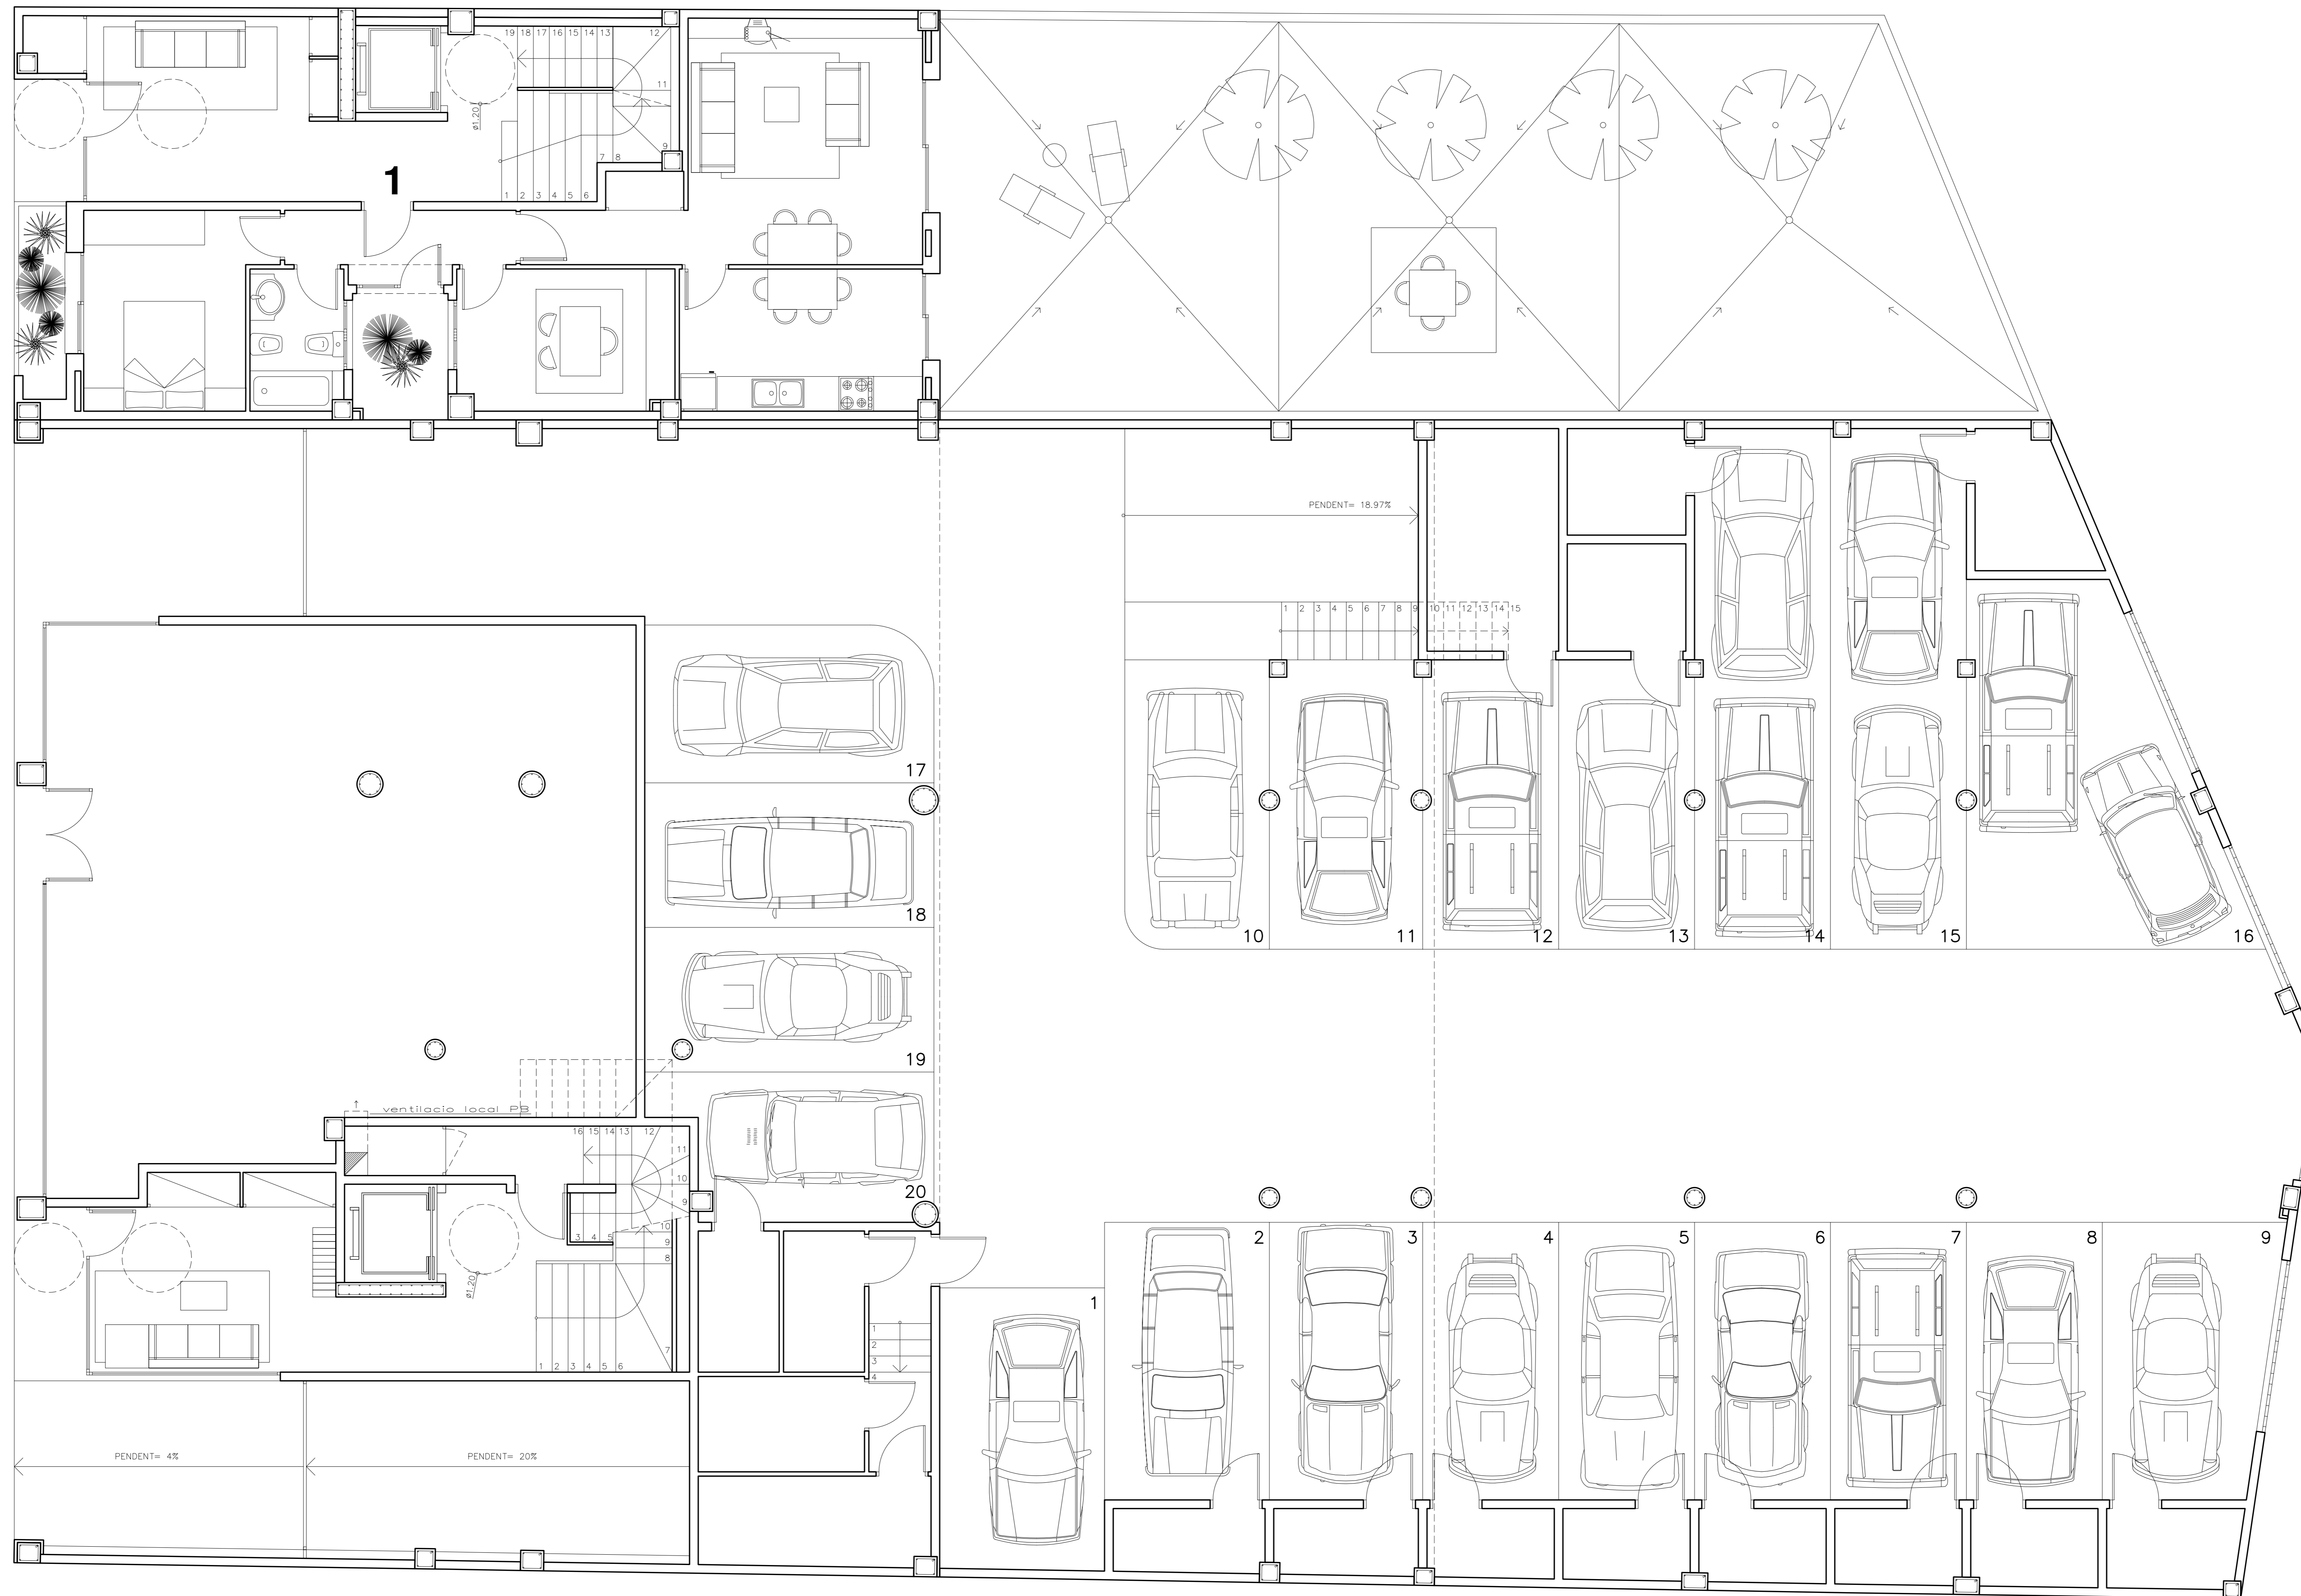 19 18 17 16 15 14 13 12
11
ø1.20
9
7 8
1
1 2 3 4 5 6
PENDENT= 18.97%
1 2 3 4 5 6 7 8 9 10 11 12 13 14 15
17
18
10 11 12 13 14 15 16
19
ventilacio local PB
16 15 14 13 12
11
10
9
20
3 4 5
10
9
8
ø1.20
7
1 2 3 4 5 6
1
2
3
4
2 3 4 5 6 7 8 9
1
PENDENT= 4%
PENDENT= 20%